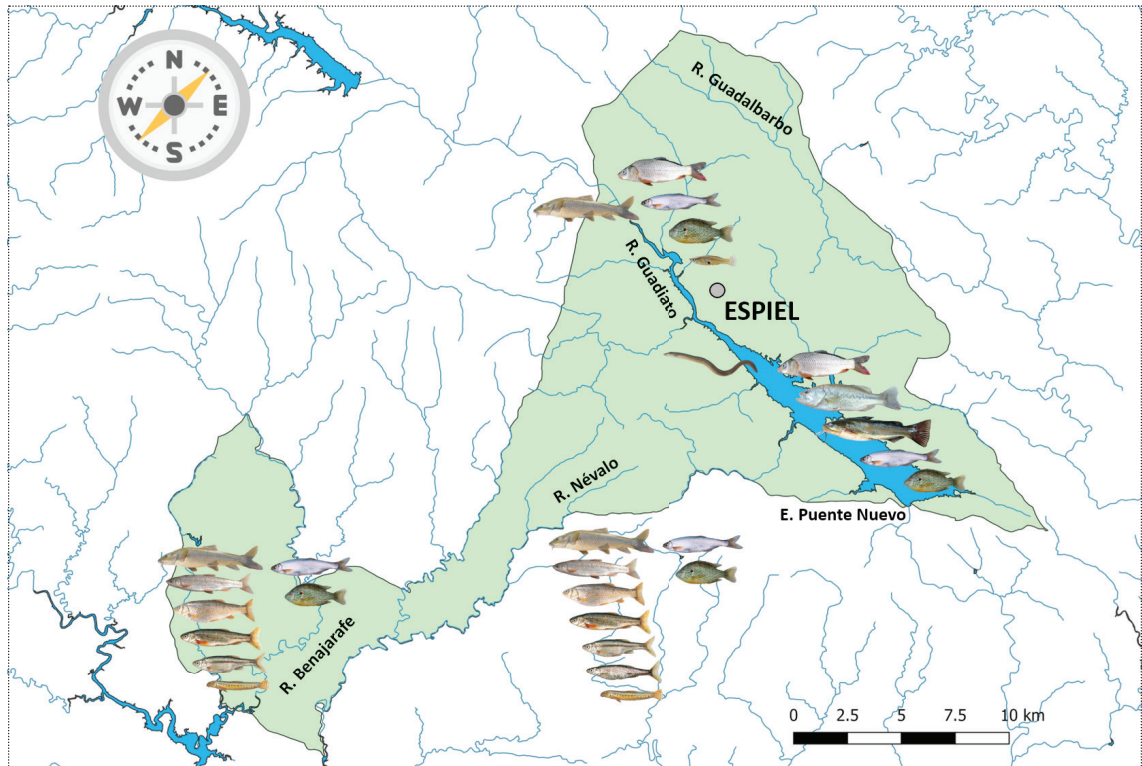 N
W E
S
R. Guadalbarbo
R. Guadiato
ESPIEL
R. Névalo
E. Puente Nuevo
R. Benajarafe
0 2.5 5 7.5 10 km